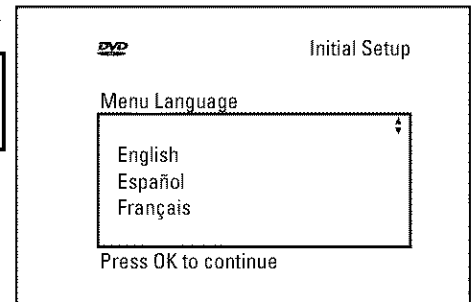 DVD
Initial Setup
Menu Language
English
Español
Français
Press OK to continue